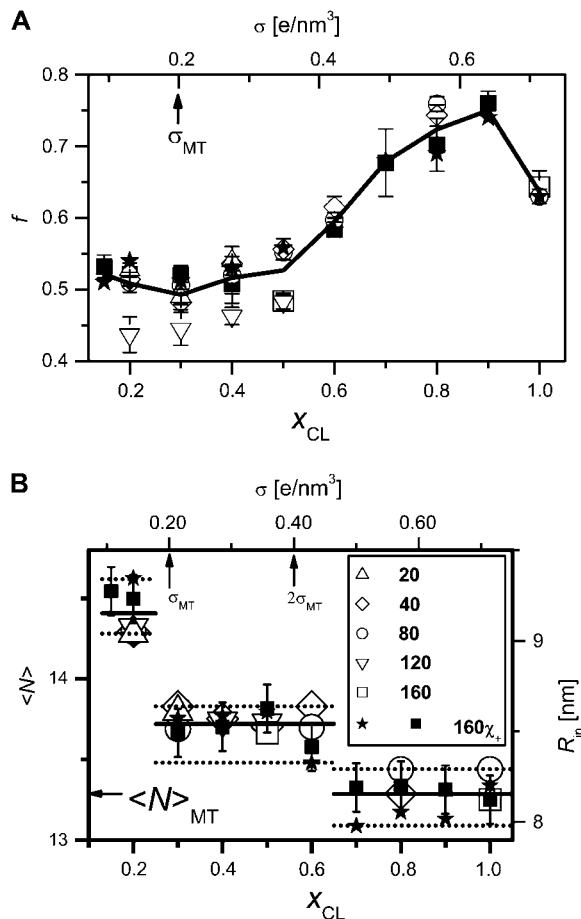 A
σ [e/nm³]
0.2 0.4 0.6
0.8
0.7
0.6
0.5
0.4
f
σMT
0.2 0.4 0.6 0.8 1.0
xCL
B
σ [e/nm³]
0.20 0.40 0.57
σMT
2σMT
20
40
80
120
160
160χ+
14
13
<N>
<N>MT
9
8
Rin [nm]
0.2 0.4 0.6 0.8 1.0
xCL